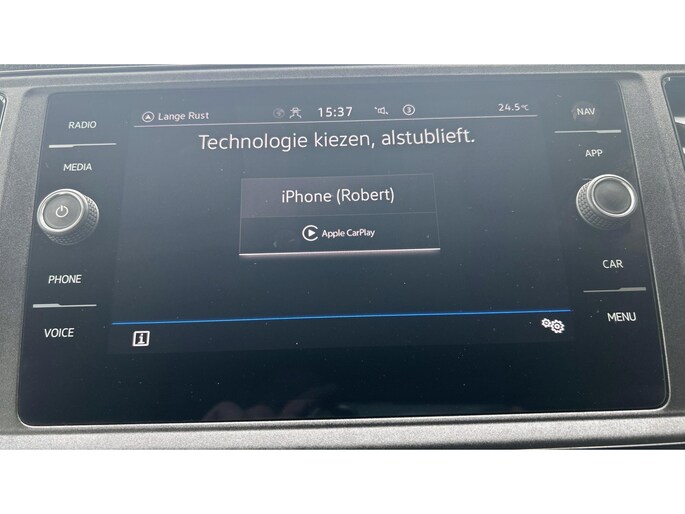 RADIO
MEDIA
PHONE
VOICE
Lange Rust
15:37
3
24.5°C
Technologie kiezen, alstublieft.
iPhone (Robert)
Apple CarPlay
NAV
APP
CAR
MENU